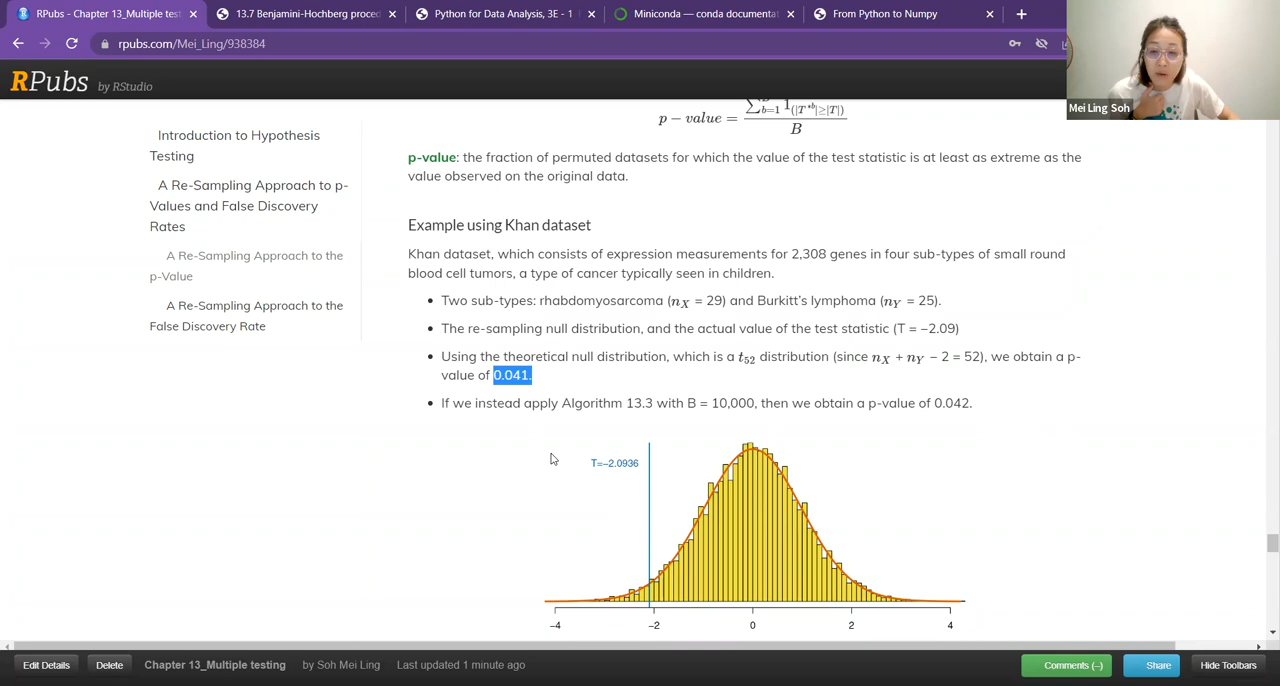 RPubs - Chapter 13_Multiple test
13.7 Benjamini-Hochberg proced
Python for Data Analysis, 3E - 1
Miniconda — conda documentat
From Python to Numpy
rpubs.com/Mei_Ling/938384
RPubs by RStudio
Mei Ling Soh
Introduction to Hypothesis
Testing
A Re-Sampling Approach to p-
Values and False Discovery
Rates
A Re-Sampling Approach to the
p-Value
A Re-Sampling Approach to the
False Discovery Rate
p − value = ∑b=1 1(|T*b|≥|T|) / B
p-value: the fraction of permuted datasets for which the value of the test statistic is at least as extreme as the
value observed on the original data.
Example using Khan dataset
Khan dataset, which consists of expression measurements for 2,308 genes in four sub-types of small round
blood cell tumors, a type of cancer typically seen in children.
• Two sub-types: rhabdomyosarcoma (nX = 29) and Burkitt's lymphoma (nY = 25).
• The re-sampling null distribution, and the actual value of the test statistic (T = −2.09)
• Using the theoretical null distribution, which is a t52 distribution (since nX + nY − 2 = 52), we obtain a p-
value of 0.041.
• If we instead apply Algorithm 13.3 with B = 10,000, then we obtain a p-value of 0.042.
T=−2.0936
−4 −2 0 2 4
Edit Details Delete Chapter 13_Multiple testing by Soh Mei Ling Last updated 1 minute ago Comments (–) Share Hide Toolbars